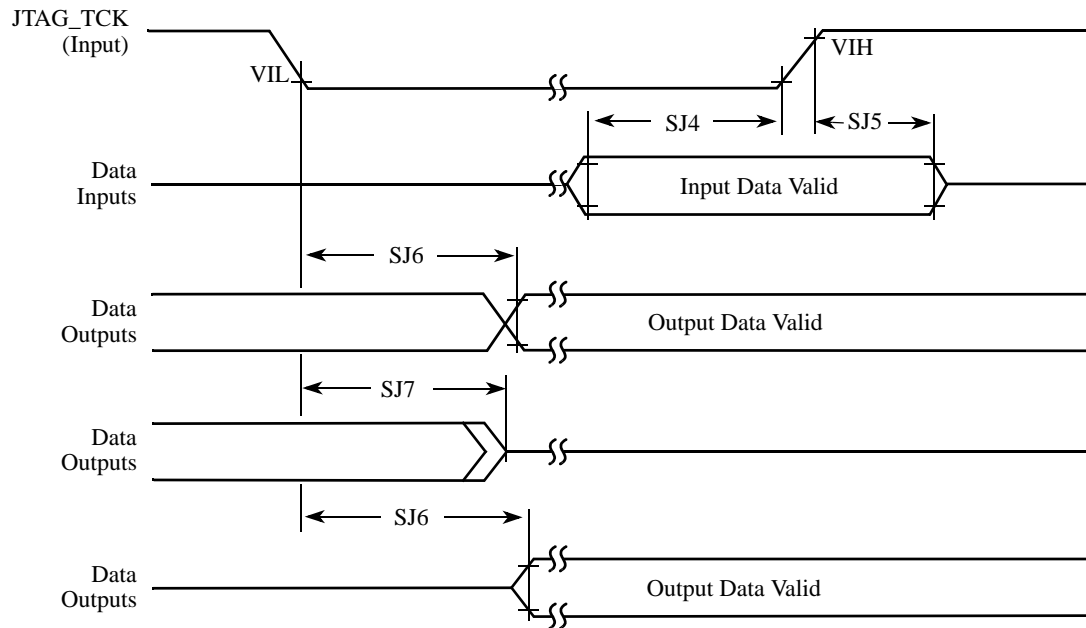 JTAG_TCK
(Input)
VIL
VIH
SJ4
SJ5
Data
Inputs
Input Data Valid
SJ6
Data
Outputs
Output Data Valid
SJ7
Data
Outputs
SJ6
Data
Outputs
Output Data Valid